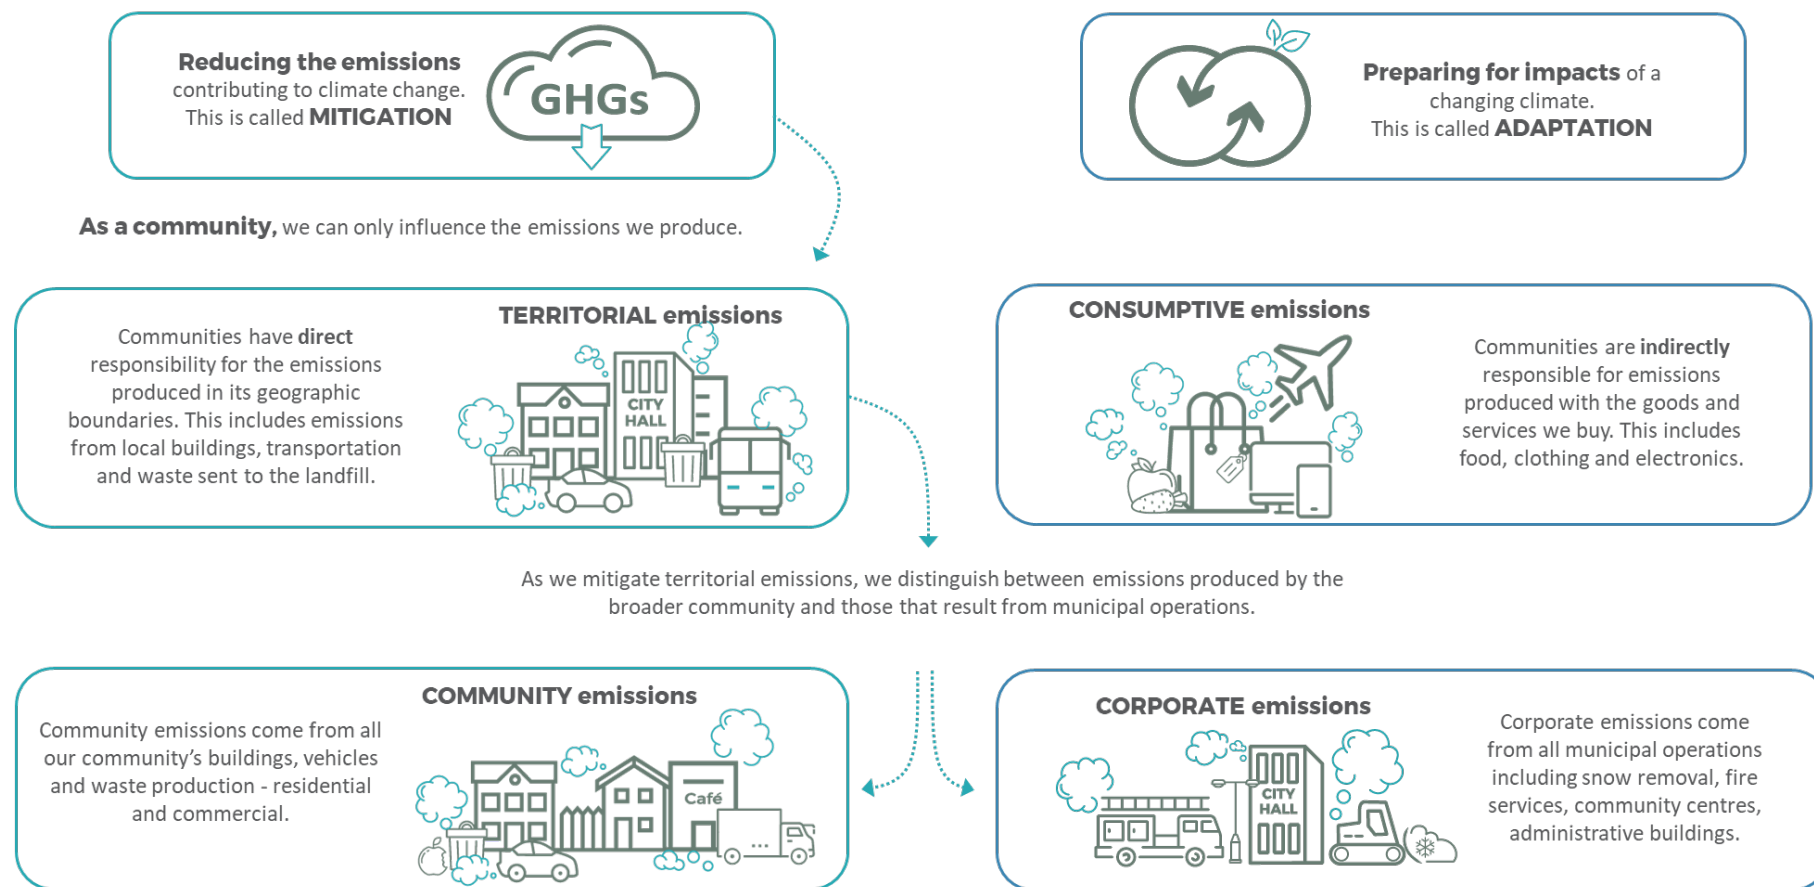 Reducing the emissions
contributing to climate change.
This is called MITIGATION
GHGs
Preparing for impacts of a
changing climate.
This is called ADAPTATION
As a community, we can only influence the emissions we produce.
TERRITORIAL emissions
Communities have direct
responsibility for the emissions
produced in its geographic
boundaries. This includes emissions
from local buildings, transportation
and waste sent to the landfill.
CITY
HALL
CONSUMPTIVE emissions
Communities are indirectly
responsible for emissions
produced with the goods and
services we buy. This includes
food, clothing and electronics.
As we mitigate territorial emissions, we distinguish between emissions produced by the
broader community and those that result from municipal operations.
COMMUNITY emissions
Community emissions come from all
our community’s buildings, vehicles
and waste production - residential
and commercial.
Café
CORPORATE emissions
CITY
HALL
Corporate emissions come
from all municipal operations
including snow removal, fire
services, community centres,
administrative buildings.